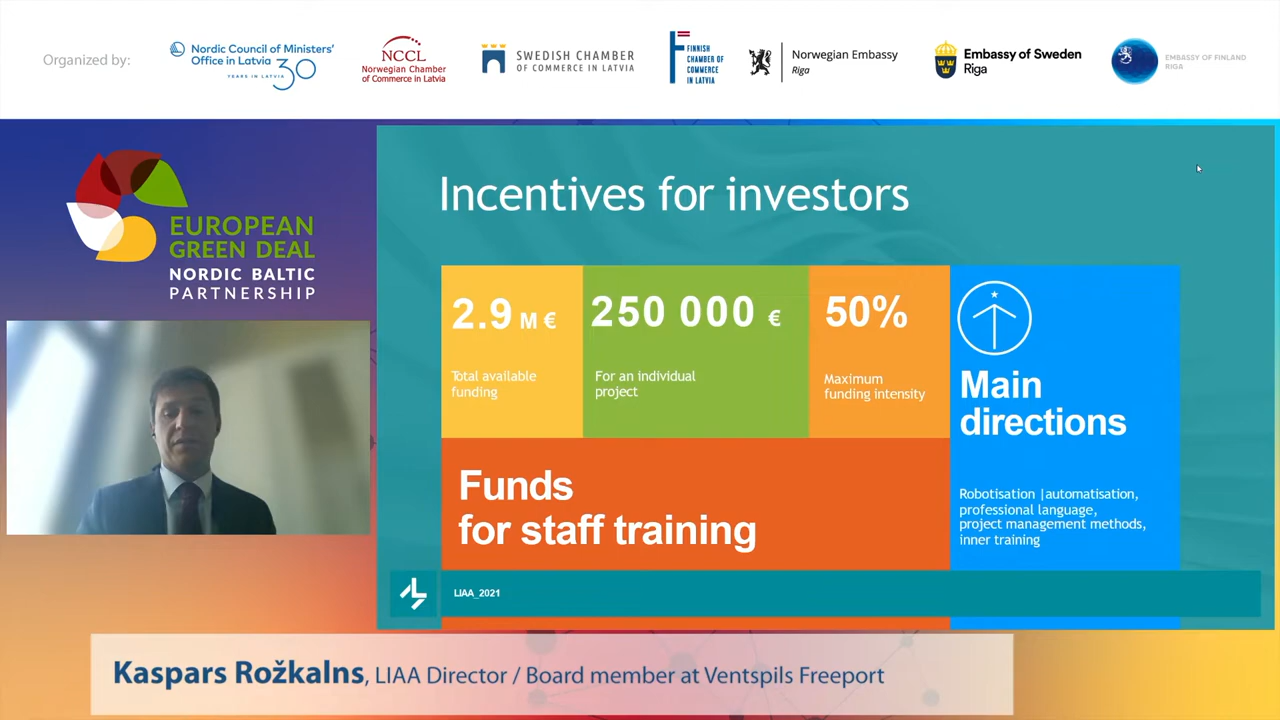 Organized by:
Nordic Council of Ministers'
Office in Latvia
YEARS IN LATVIA 30
NCCL
Norwegian Chamber
of Commerce in Latvia
SWEDISH CHAMBER
OF COMMERCE IN LATVIA
FINNISH
CHAMBER OF
COMMERCE
IN LATVIA
Norwegian Embassy
Riga
Embassy of Sweden
Riga
EMBASSY OF FINLAND
RIGA
EUROPEAN
GREEN DEAL
NORDIC BALTIC
PARTNERSHIP
Incentives for investors
2.9 M €
Total available
funding
250 000 €
For an individual
project
50%
Maximum
funding intensity
Main
directions
Robotisation |automatisation,
professional language,
project management methods,
inner training
Funds
for staff training
LIAA_2021
Kaspars Rožkalns, LIAA Director / Board member at Ventspils Freeport